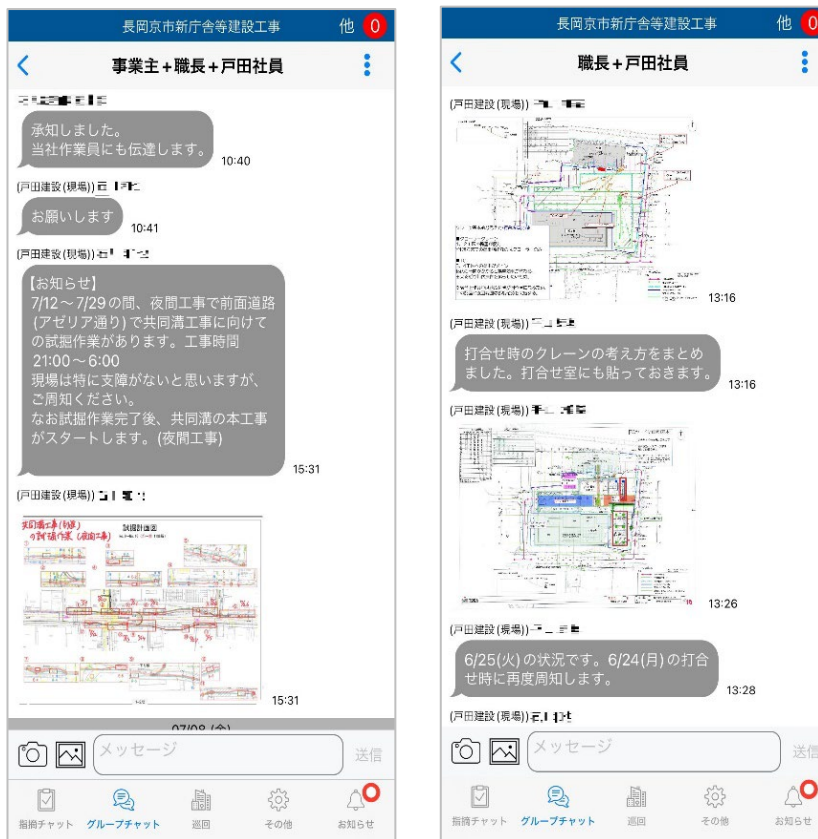 長岡京市新庁舎等建設工事
他 0
事業主+職長+戸田社員
承知しました。
当社作業員にも伝達します。
10:40
(戸田建設(現場))
お願いします
10:41
(戸田建設(現場))
【お知らせ】
7/12～7/29の間、夜間工事で前面道路
(アゼリア通り)で共同溝工事に向けて
の試掘作業があります。工事時間
21:00～6:00
現場は特に支障がないと思いますが、
ご周知ください。
なお試掘作業完了後、共同溝の本工事
がスタートします。(夜間工事)
15:31
(戸田建設(現場))
試掘計画図
15:31
07/08 (金)
メッセージ
送信
指摘チャット
グループチャット
巡回
その他
お知らせ
長岡京市新庁舎等建設工事
他 0
職長+戸田社員
(戸田建設(現場))
13:16
(戸田建設(現場))
打合せ時のクレーンの考え方をまとめ
ました。打合せ室にも貼っておきます。
13:16
(戸田建設(現場))
13:26
(戸田建設(現場))
6/25(火)の状況です。6/24(月)の打合
せ時に再度周知します。
13:28
(戸田建設(現場))
メッセージ
送信
指摘チャット
グループチャット
巡回
その他
お知らせ